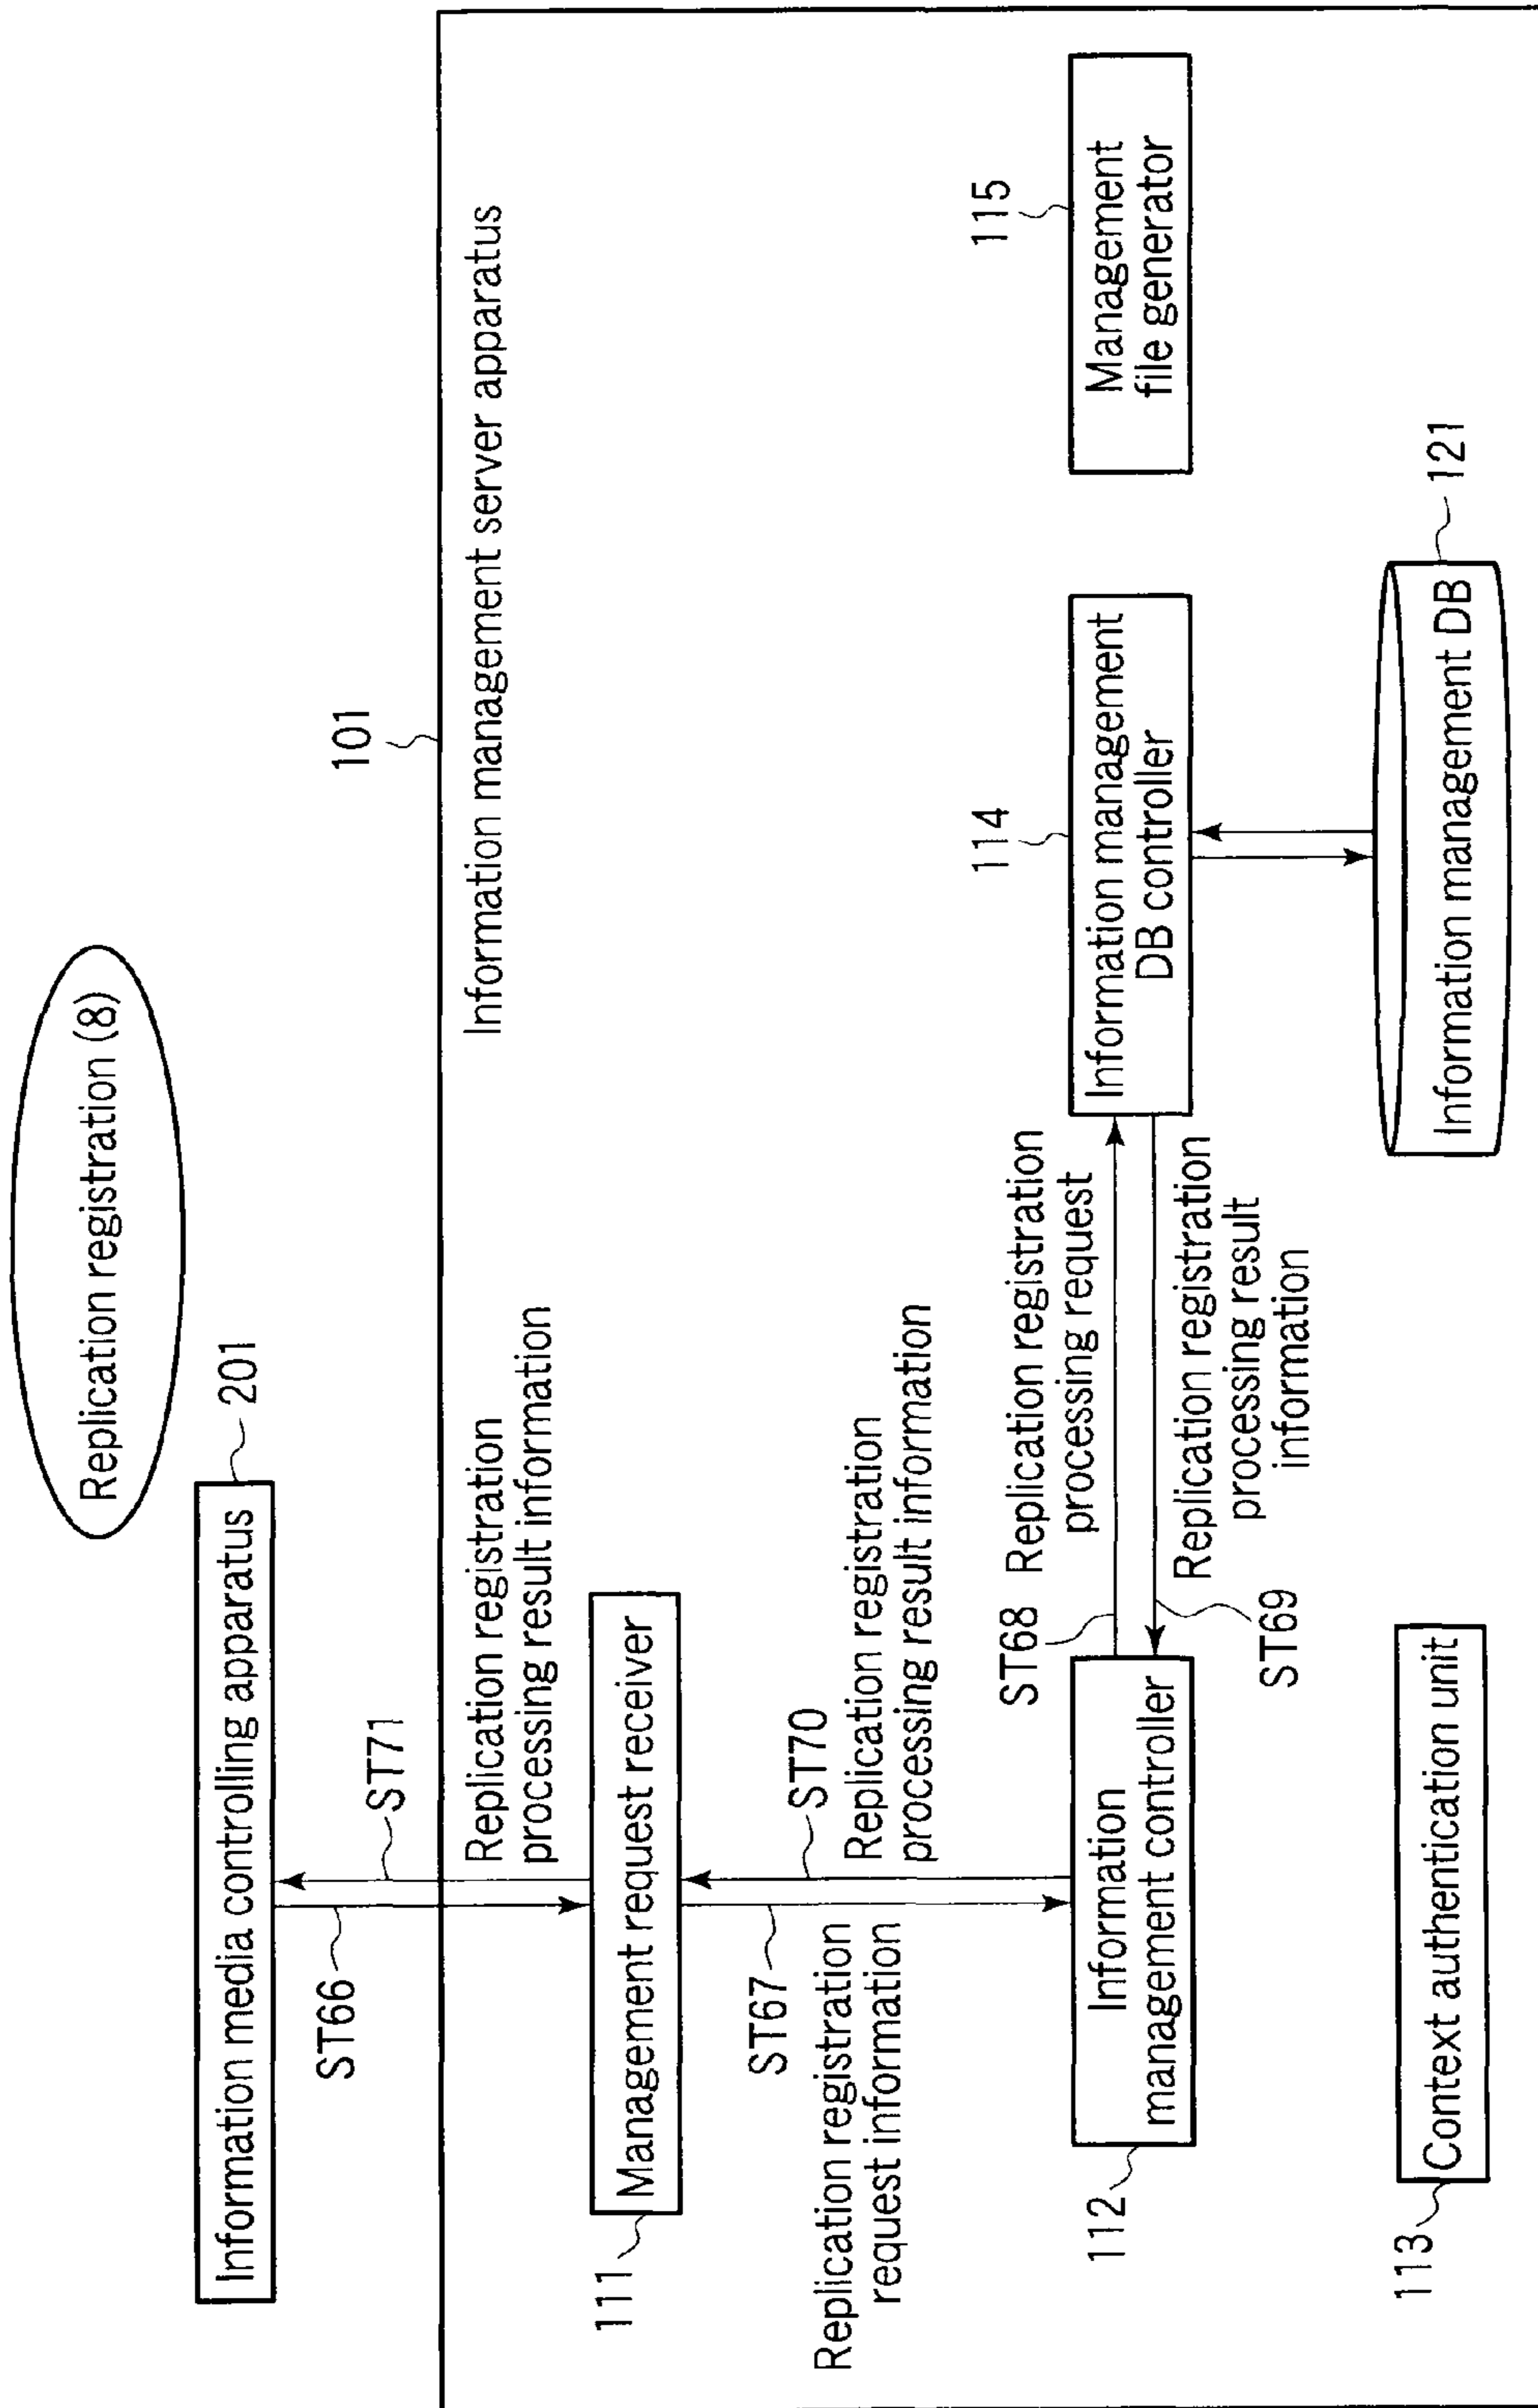 Replication registration (8)
Information media controlling apparatus
201
101
ST66
ST71
Information management server apparatus
Replication registration
processing result information
111
Management request receiver
ST67
ST70
Replication registration
request information
Replication registration
processing result information
112
Information
management controller
ST68
Replication registration
processing request
ST69
Replication registration
processing result
information
114
Information management
DB controller
115
Management
file generator
113
Context authentication unit
Information management DB
121